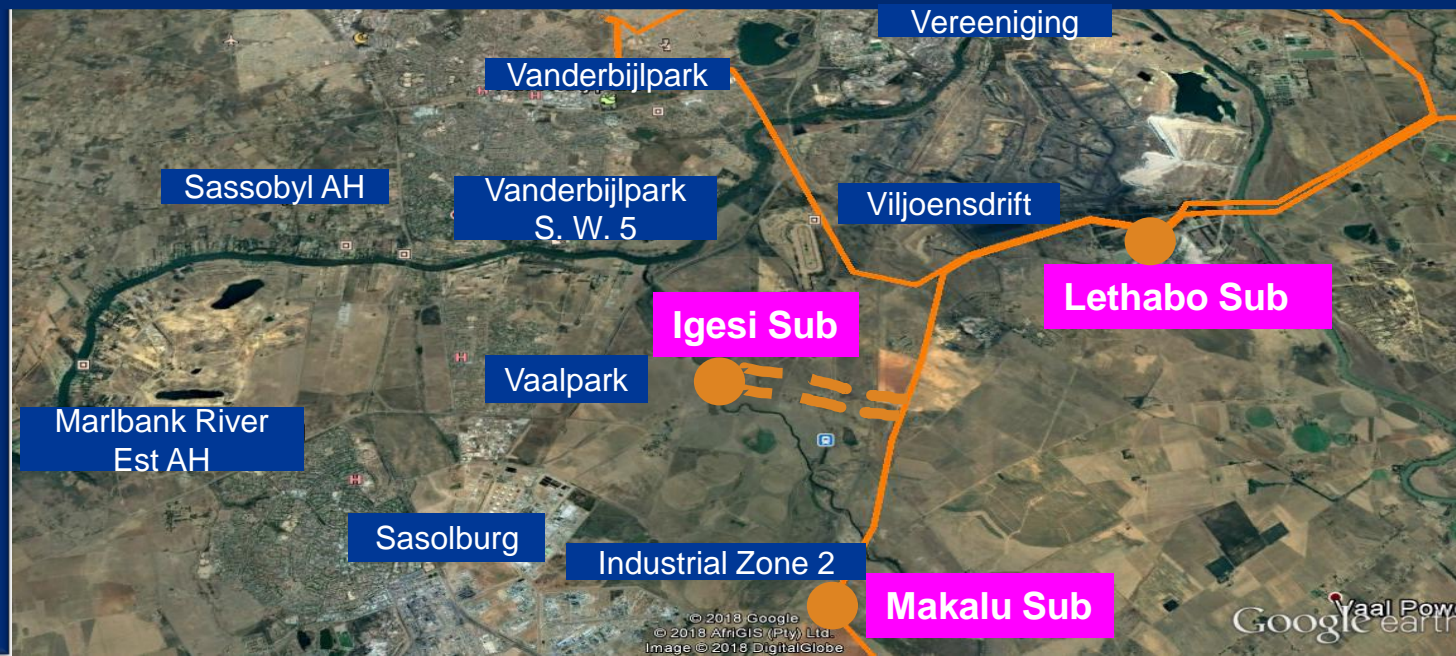 Vereeniging
Vanderbijlpark
Sassobyl AH
Vanderbijlpark
S. W. 5
Viljoensdrift
Lethabo Sub
Igesi Sub
Vaalpark
Marlbank River
Est AH
Sasolburg
Industrial Zone 2
Makalu Sub
Vaal Powe
Google earth
© 2018 Google
© 2018 AfriGIS (Pty) Ltd.
Image © 2018 DigitalGlobe